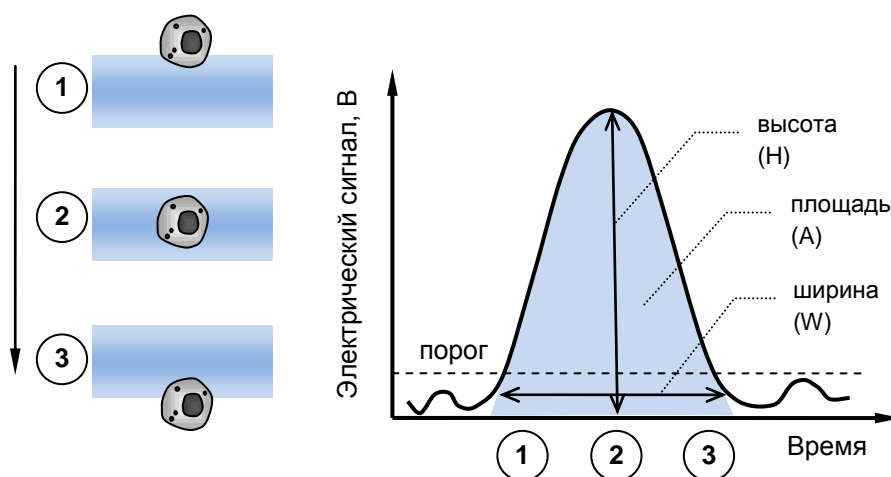 1
2
3
Электрический сигнал, В
высота
(H)
площадь
(A)
ширина
(W)
порог
1
2
3
Время